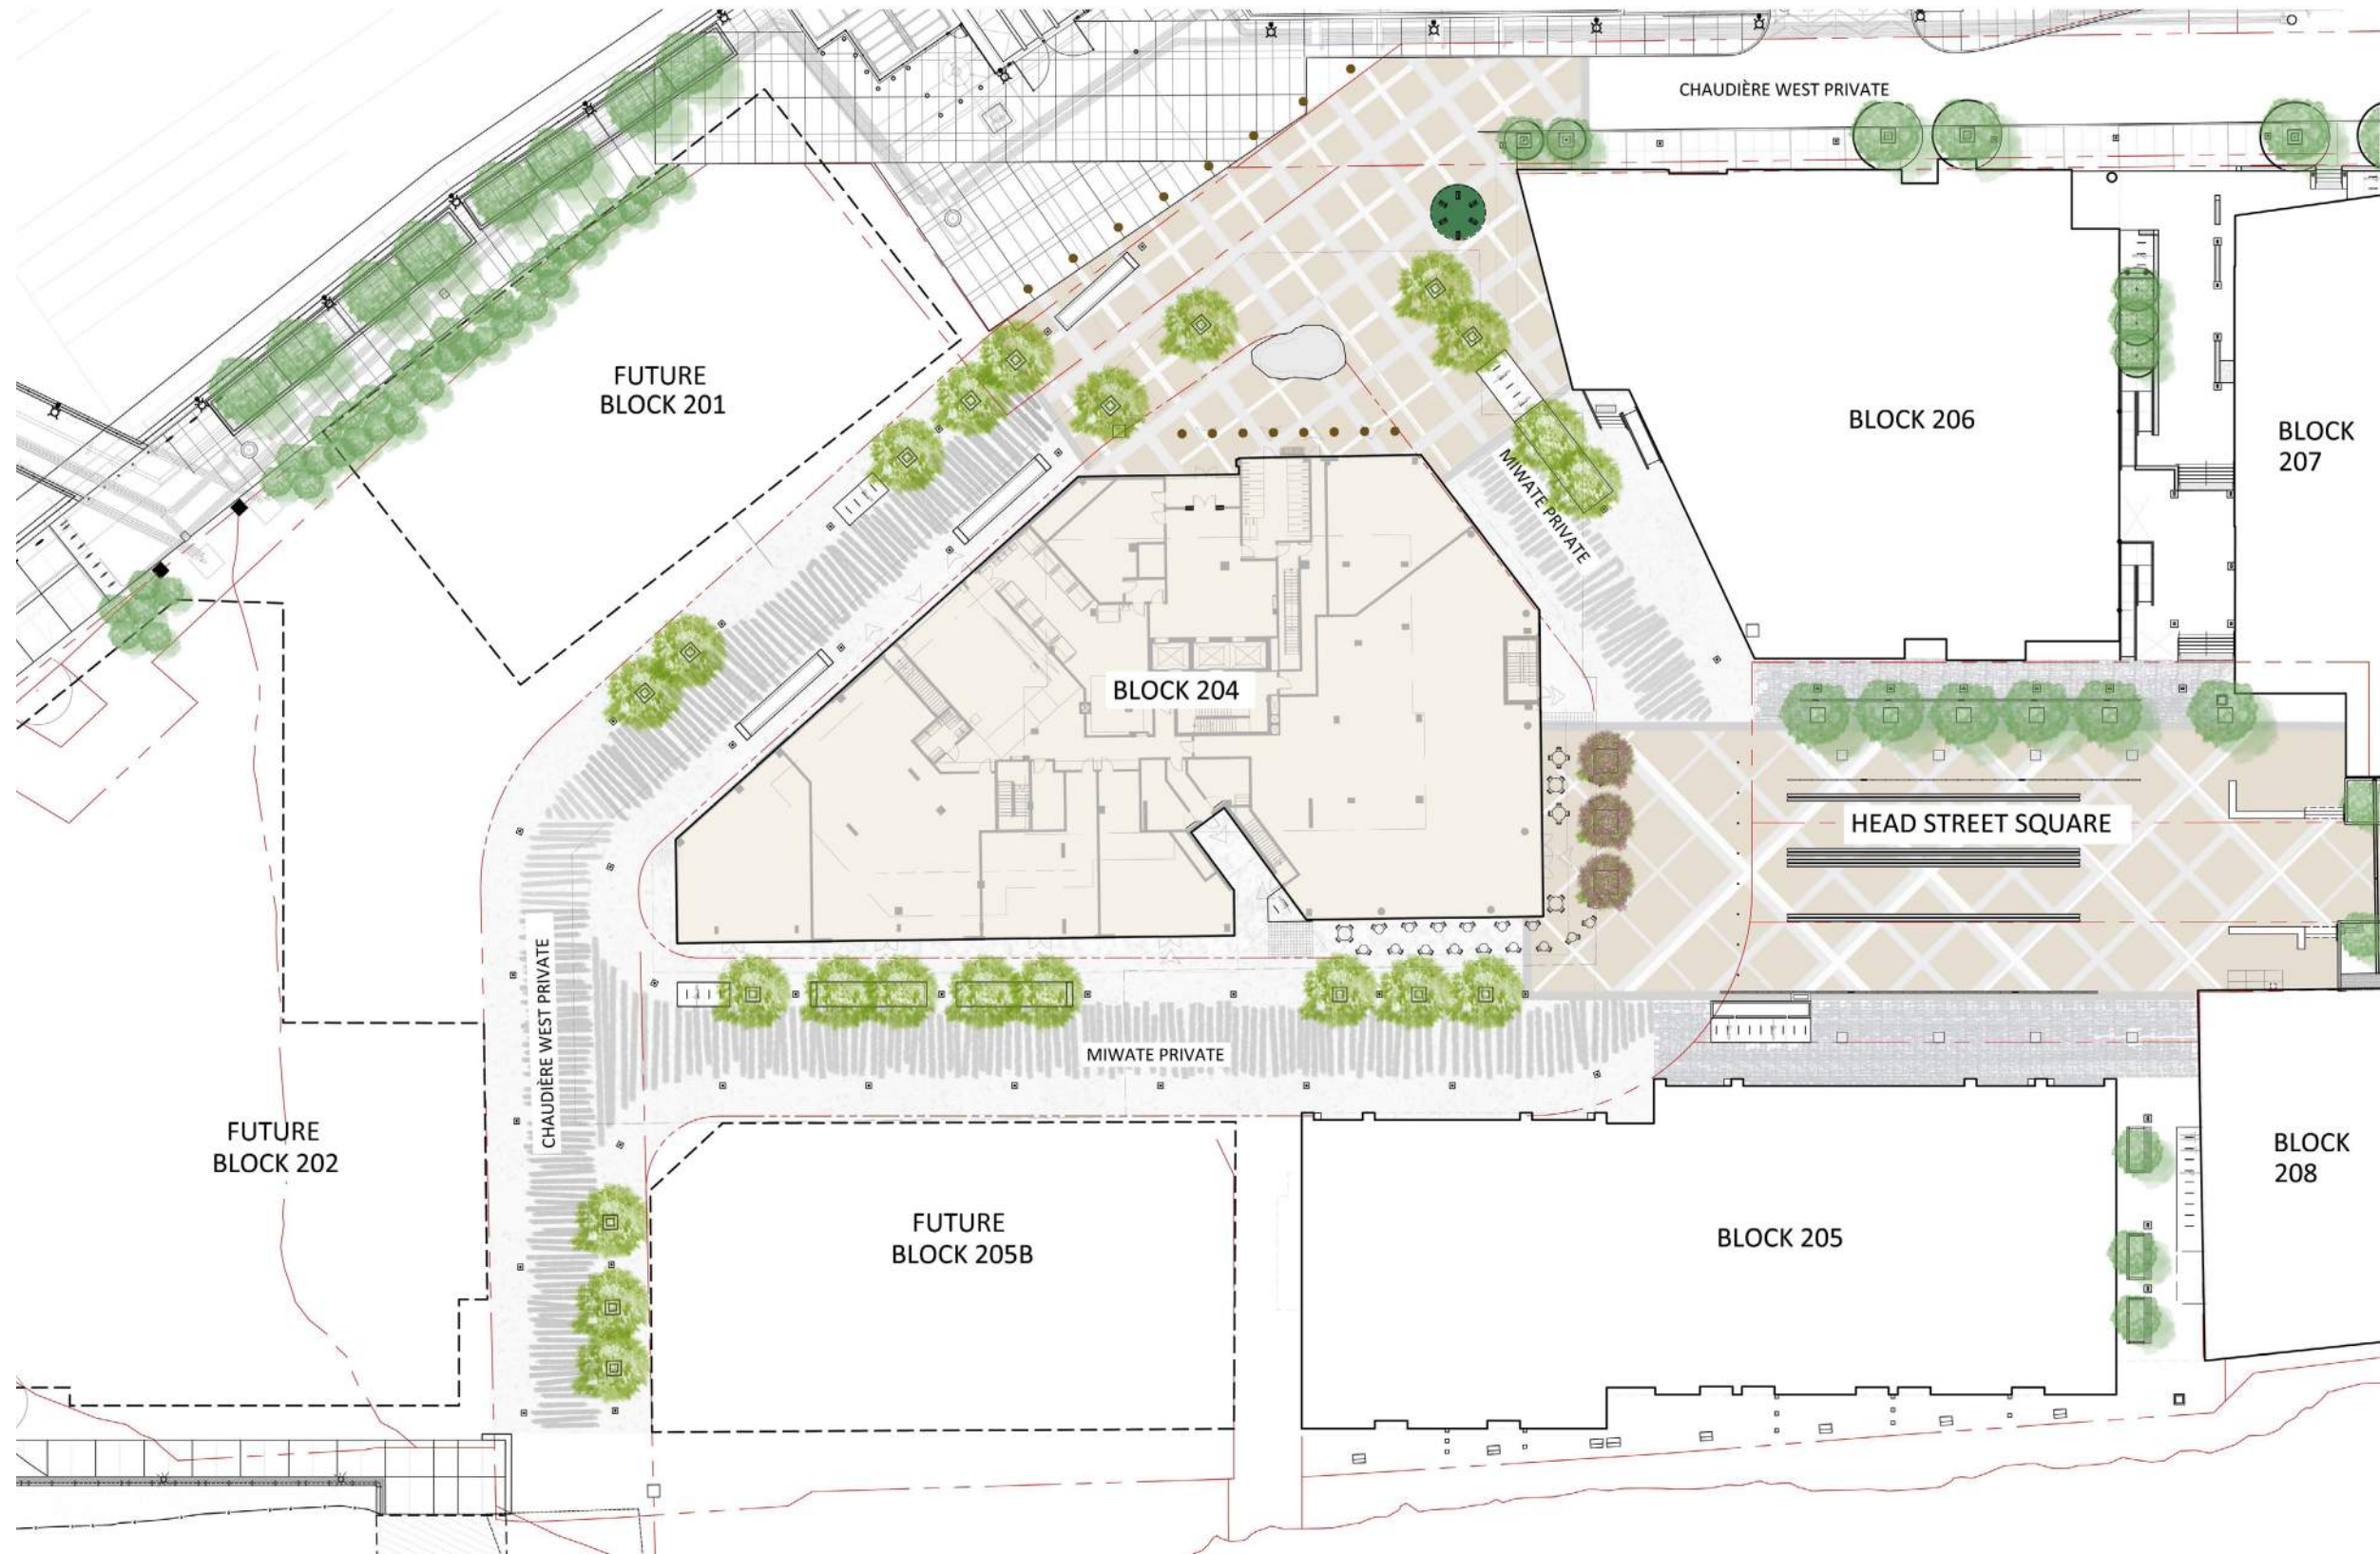 CHAUDIÈRE WEST PRIVATE
FUTURE
BLOCK 201
BLOCK 206
BLOCK
207
MIWATE PRIVATE
BLOCK 204
HEAD STREET SQUARE
CHAUDIÈRE WEST PRIVATE
MIWATE PRIVATE
FUTURE
BLOCK 202
FUTURE
BLOCK 205B
BLOCK 205
BLOCK
208